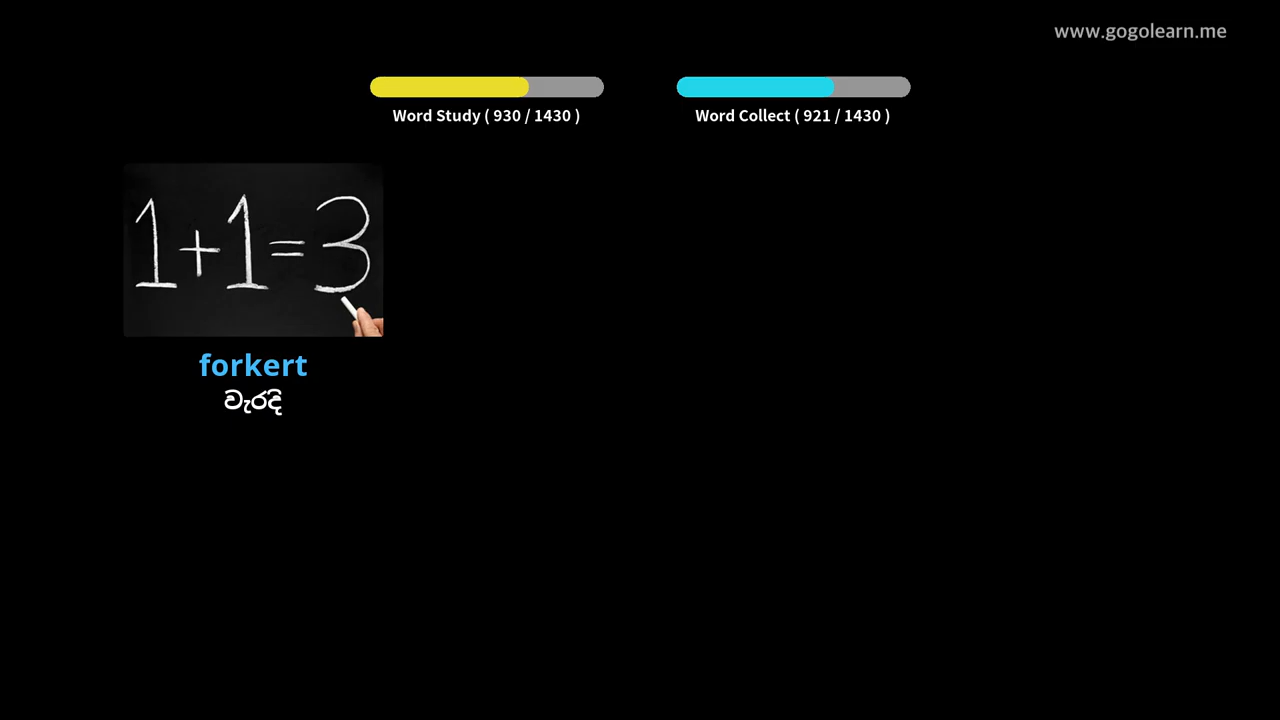 www.gogolearn.me
Word Study ( 930 / 1430 )
Word Collect ( 921 / 1430 )
1+1=3
forkert
වැරදි